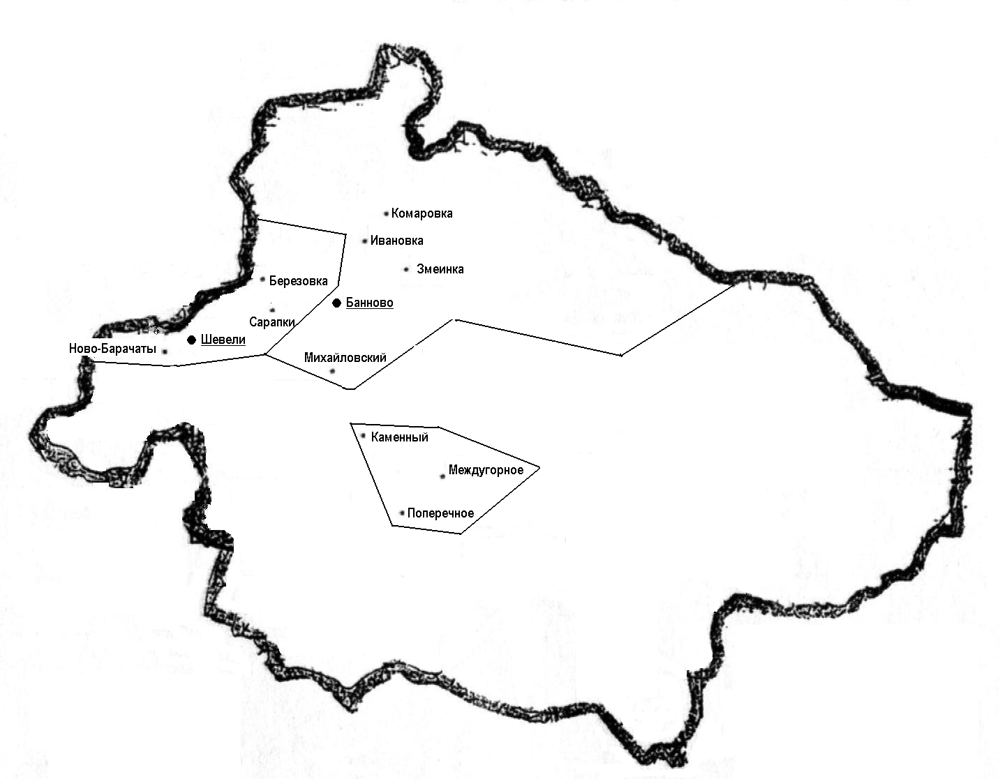 Комаровка
Ивановка
Змеинка
Березовка
Банново
Сарапки
Шевели
Ново-Барачаты
Михайловский
Каменный
Междугорное
Поперечное